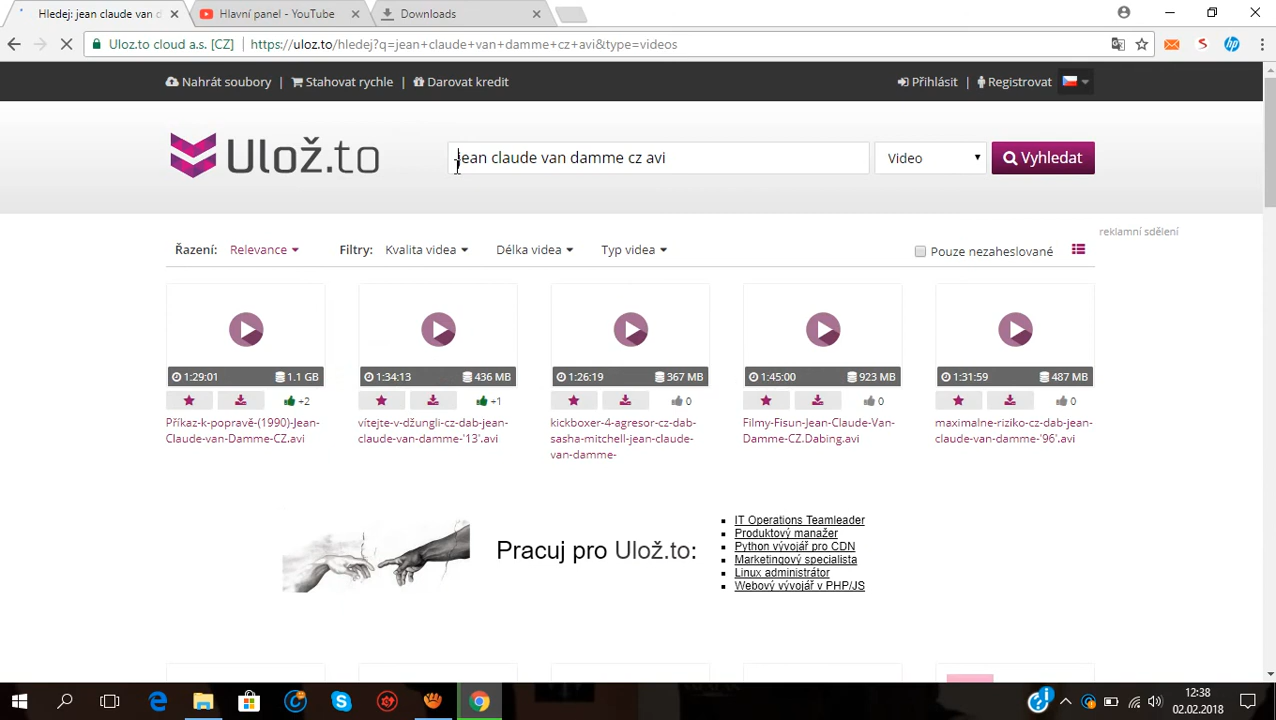 Hledej: jean claude van d
Hlavní panel - YouTube
Downloads
Uloz.to cloud a.s. [CZ]
https://uloz.to/hledej?q=jean+claude+van+damme+cz+avi&type=videos
Nahrát soubory | Stahovat rychle | Darovat kredit
Přihlásit | Registrovat
Ulož.to
jean claude van damme cz avi
Video
Vyhledat
reklamní sdělení
Řazení: Relevance
Filtry: Kvalita videa Délka videa Typ videa
Pouze nezaheslované
1:29:01 1.1 GB
1:34:13 436 MB
1:26:19 367 MB
1:45:00 923 MB
1:31:59 487 MB
+2
+1
0
0
0
Příkaz-k-popravě-(1990)-Jean-
Claude-van-Damme-CZ.avi
vítejte-v-džungli-cz-dab-jean-
claude-van-damme-'13'.avi
kickboxer-4-agresor-cz-dab-
sasha-mitchell-jean-claude-
van-damme-
Filmy-Fisun-Jean-Claude-Van-
Damme-CZ.Dabing.avi
maximalne-riziko-cz-dab-jean-
claude-van-damme-'96'.avi
Pracuj pro Ulož.to:
IT Operations Teamleader
Produktový manažer
Python vývojář pro CDN
Marketingový specialista
Linux administrátor
Webový vývojář v PHP/JS
12:38
02.02.2018